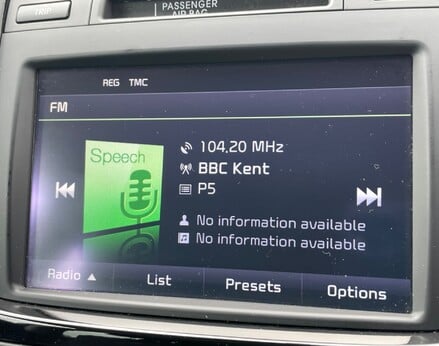 TRIP
PASSENGER
AIR BAG
REG TMC
FM
Speech
104,20 MHz
BBC Kent
P5
No information available
No information available
Radio ▲
List
Presets
Options